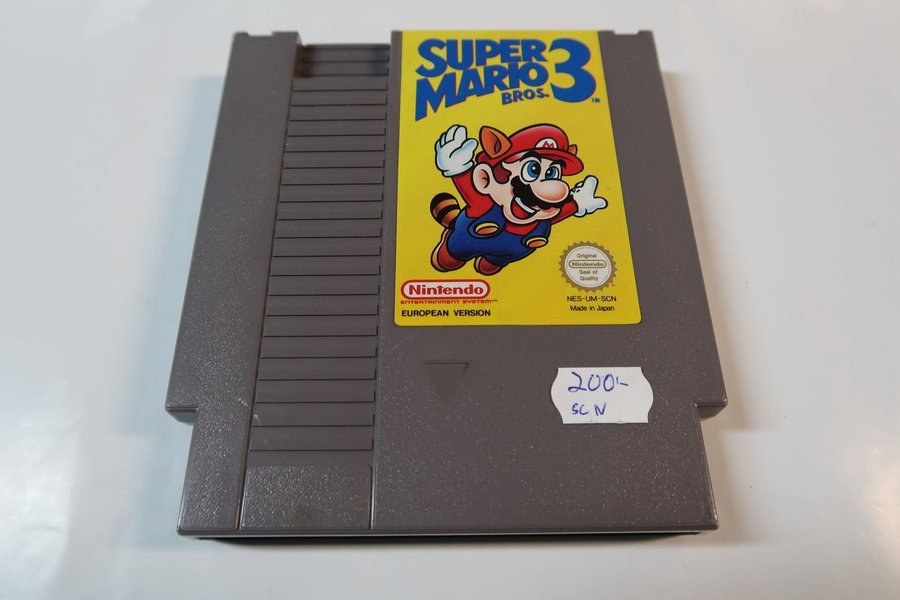 SUPER
MARIO 3
BROS. ™
M
Original
Nintendo
Seal of
Quality
Nintendo
ENTERTAINMENT SYSTEM™
EUROPEAN VERSION
NES-UM-SCN
Made in Japan
200:-
SCN